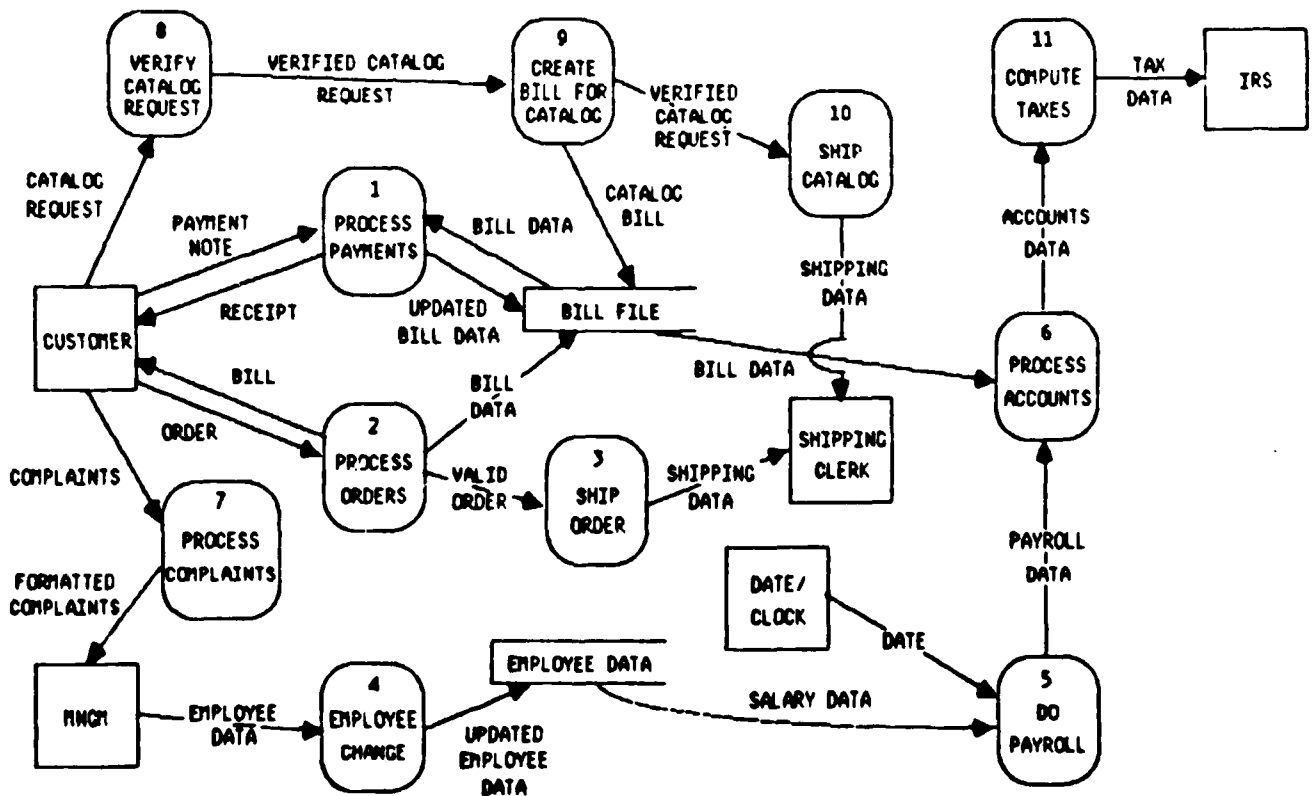 8
VERIFY
CATALOG
REQUEST
VERIFIED CATALOG
REQUEST
9
CREATE
BILL FOR
CATALOG
VERIFIED
CATALOG
REQUEST
10
SHIP
CATALOG
11
COMPUTE
TAXES
TAX
DATA
IRS
CATALOG
REQUEST
PAYMENT
NOTE
1
PROCESS
PAYMENTS
BILL DATA
CATALOG
BILL
SHIPPING
DATA
ACCOUNTS
DATA
CUSTOMER
RECEIPT
UPDATED
BILL DATA
BILL FILE
BILL DATA
6
PROCESS
ACCOUNTS
BILL
ORDER
2
PROCESS
ORDERS
BILL
DATA
VALID
ORDER
3
SHIP
ORDER
SHIPPING
DATA
SHIPPING
CLERK
COMPLAINTS
7
PROCESS
COMPLAINTS
FORMATTED
COMPLAINTS
PAYROLL
DATA
DATE/
CLOCK
DATE
MNGM
EMPLOYEE
DATA
4
EMPLOYEE
CHANGE
UPDATED
EMPLOYEE
DATA
EMPLOYEE DATA
SALARY DATA
5
DO
PAYROLL